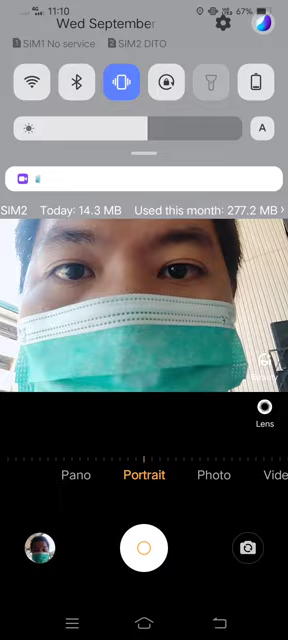 4G 11:10 67%
Wed September
SIM1 No service SIM2 DITO
A
SIM2 Today: 14.3 MB Used this month: 277.2 MB >
Lens
Pano Portrait Photo Vide